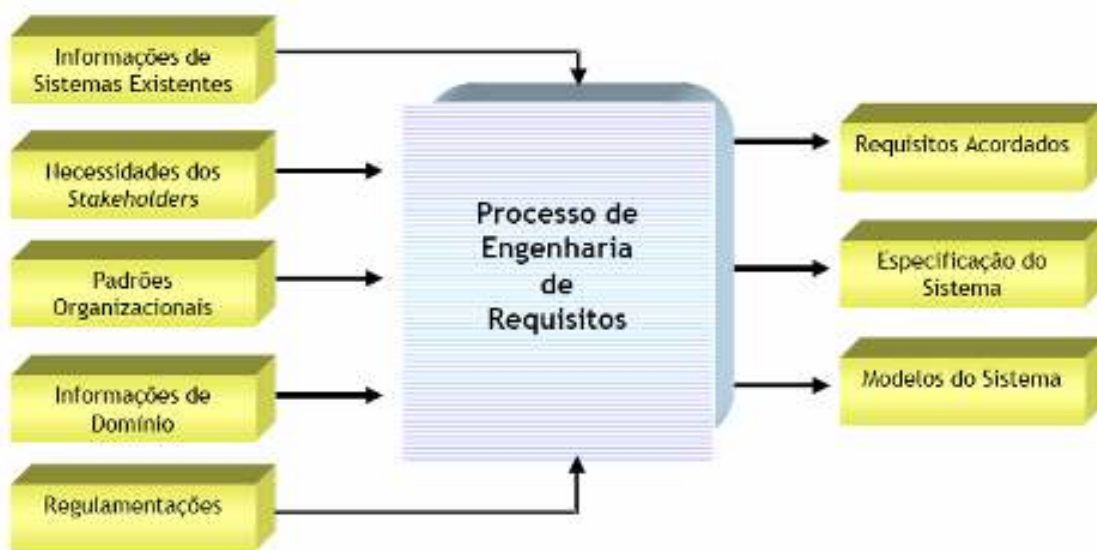 Informações de
Sistemas Existentes
Necessidades dos
Stakeholders
Padrões
Organizacionais
Informações de
Domínio
Regulamentações
Processo de
Engenharia
de
Requisitos
Requisitos Acordados
Especificação do
Sistema
Modelos do Sistema